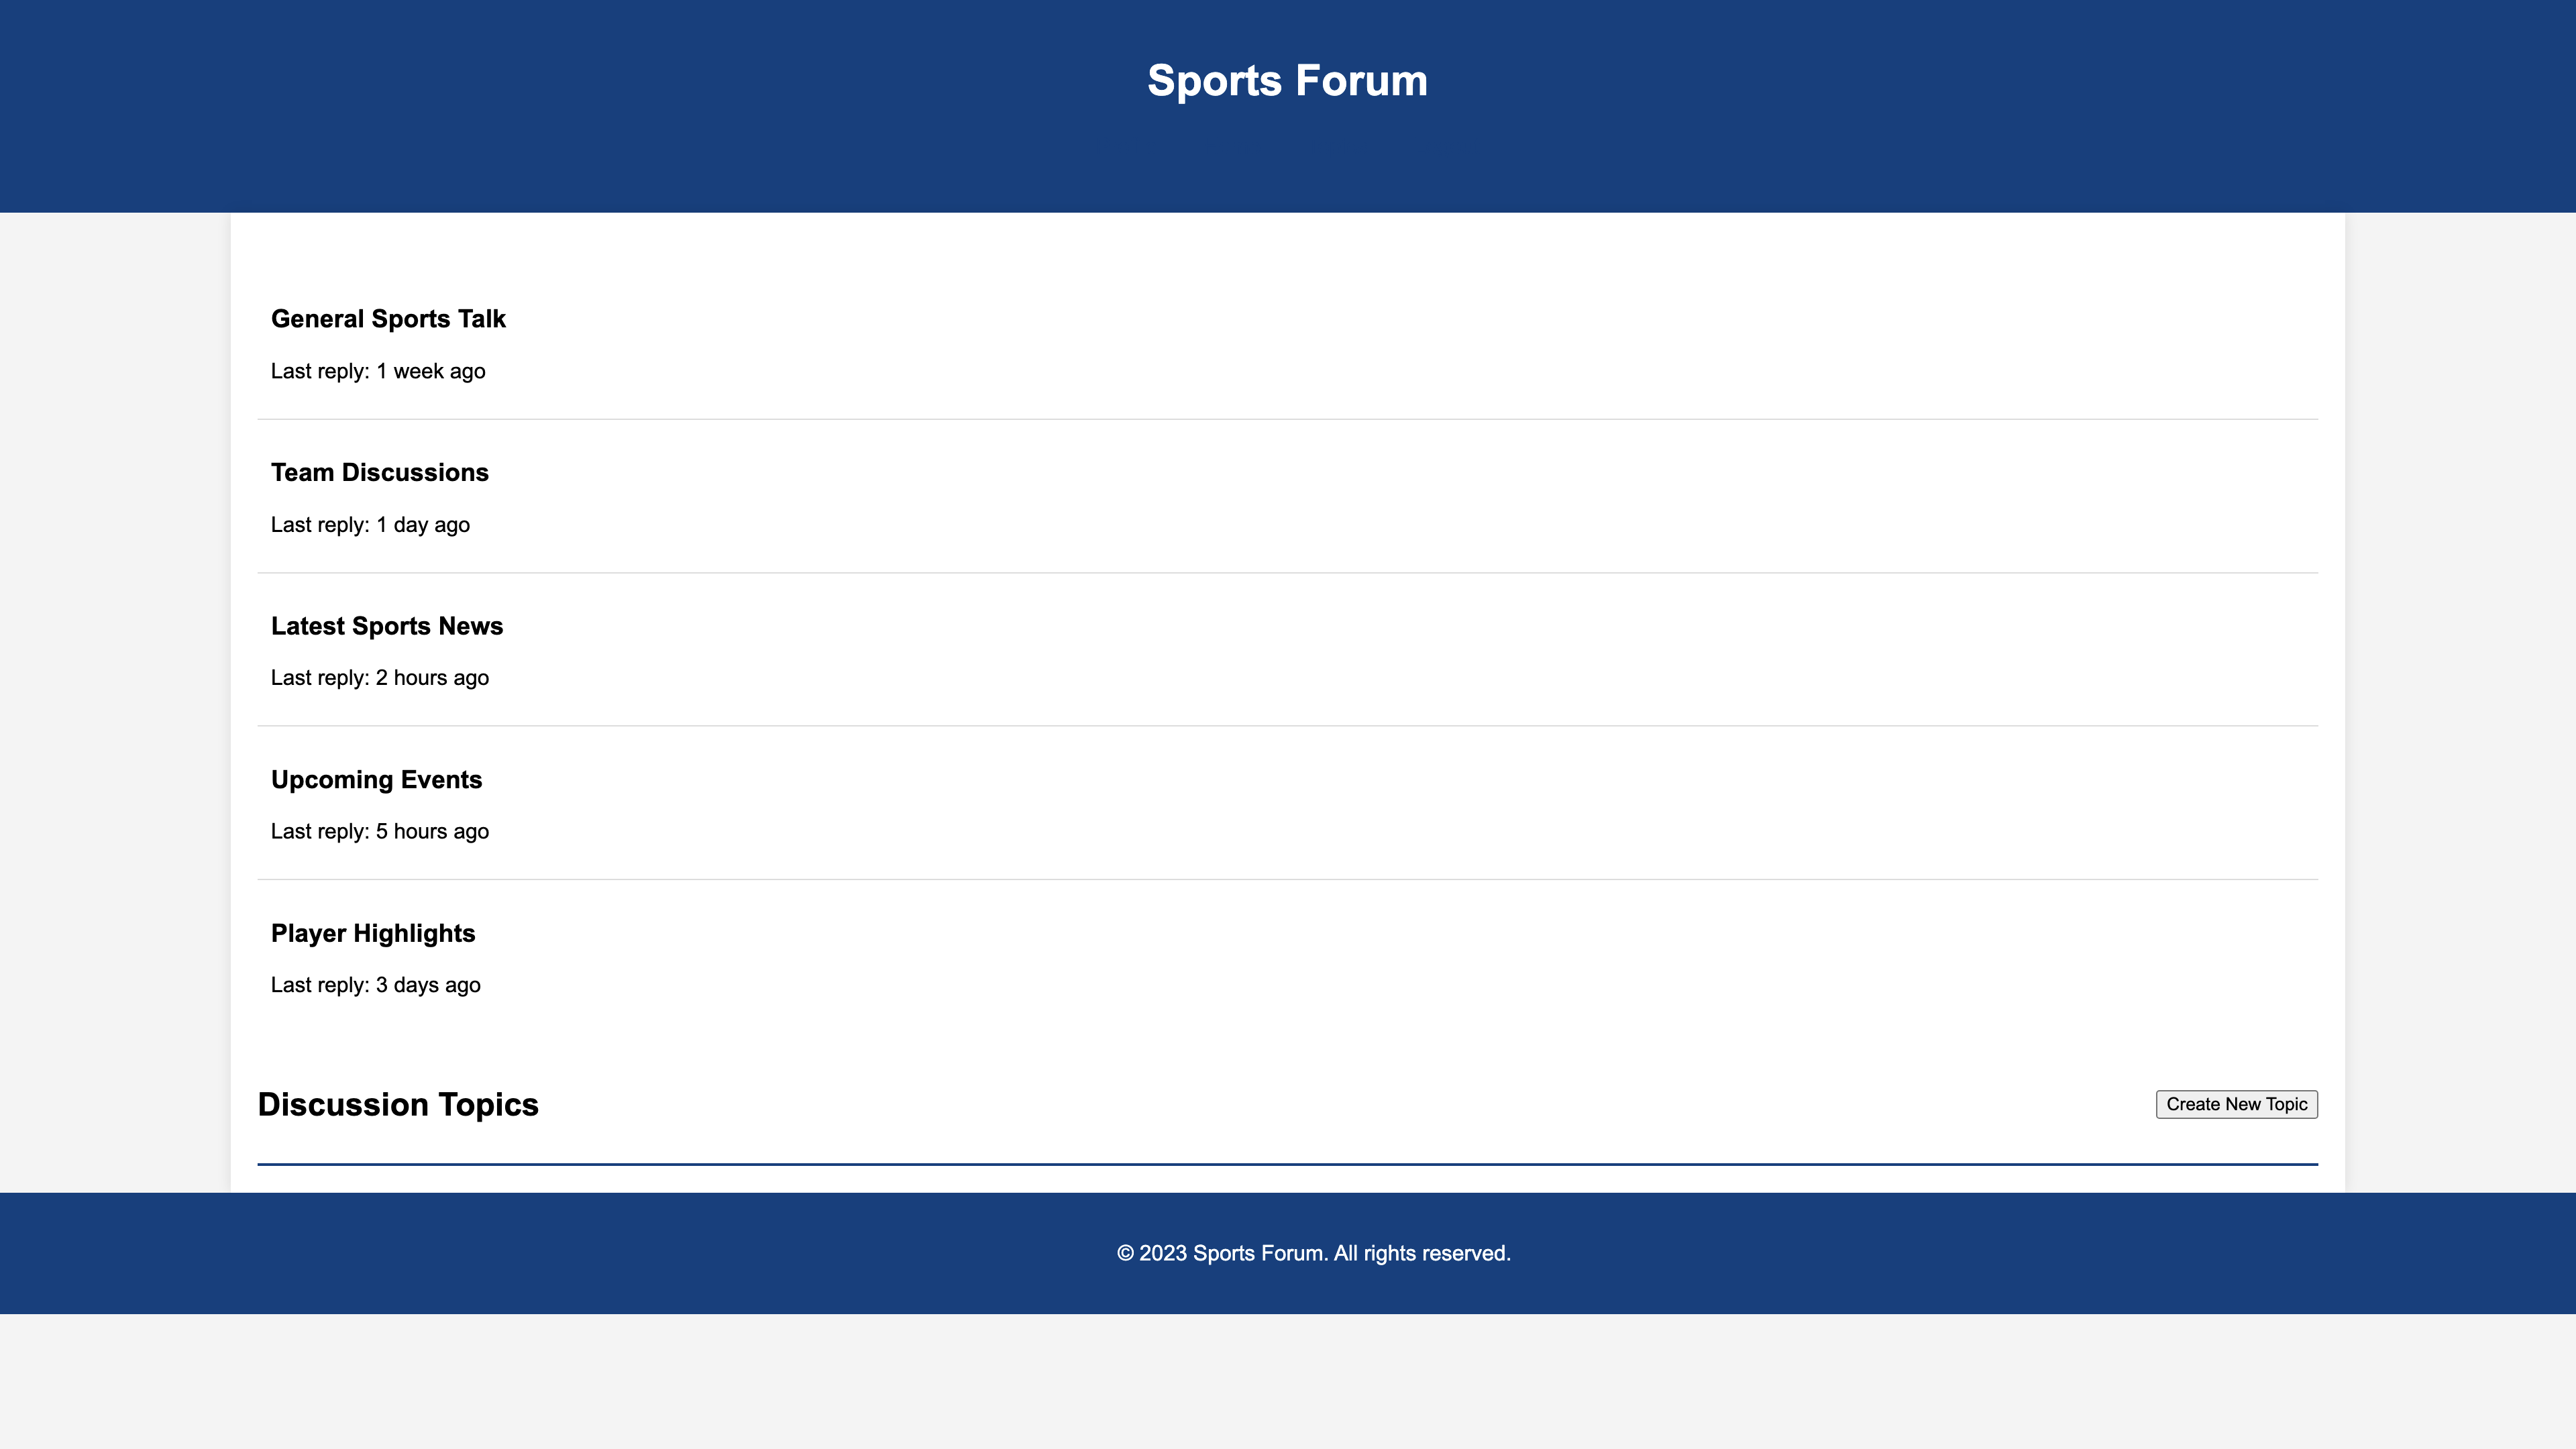 Sports Forum
General Sports Talk
Last reply: 1 week ago
Team Discussions
Last reply: 1 day ago
Latest Sports News
Last reply: 2 hours ago
Upcoming Events
Last reply: 5 hours ago
Player Highlights
Last reply: 3 days ago
Discussion Topics
Create New Topic
© 2023 Sports Forum. All rights reserved.